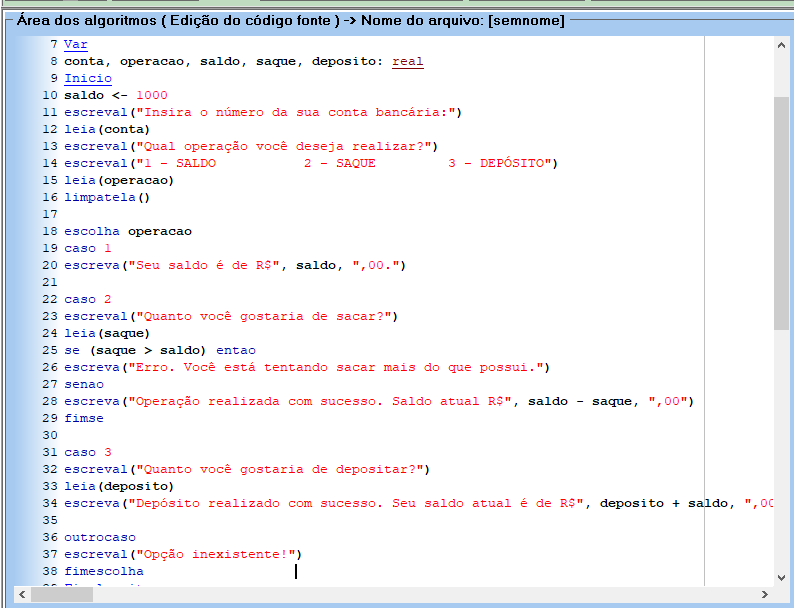 Área dos algoritmos ( Edição do código fonte ) -> Nome do arquivo: [semnome]
7 Var
8 conta, operacao, saldo, saque, deposito: real
9 Inicio
10 saldo <- 1000
11 escreval("Insira o número da sua conta bancária:")
12 leia(conta)
13 escreval("Qual operação você deseja realizar?")
14 escreval("1 - SALDO           2 - SAQUE         3 - DEPÓSITO")
15 leia(operacao)
16 limpatela()
17
18 escolha operacao
19 caso 1
20 escreva("Seu saldo é de R$", saldo, ",00.")
21
22 caso 2
23 escreval("Quanto você gostaria de sacar?")
24 leia(saque)
25 se (saque > saldo) entao
26 escreva("Erro. Você está tentando sacar mais do que possui.")
27 senao
28 escreva("Operação realizada com sucesso. Saldo atual R$", saldo - saque, ",00")
29 fimse
30
31 caso 3
32 escreval("Quanto você gostaria de depositar?")
33 leia(deposito)
34 escreva("Depósito realizado com sucesso. Seu saldo atual é de R$", deposito + saldo, ",00
35
36 outrocaso
37 escreval("Opção inexistente!")
38 fimescolha